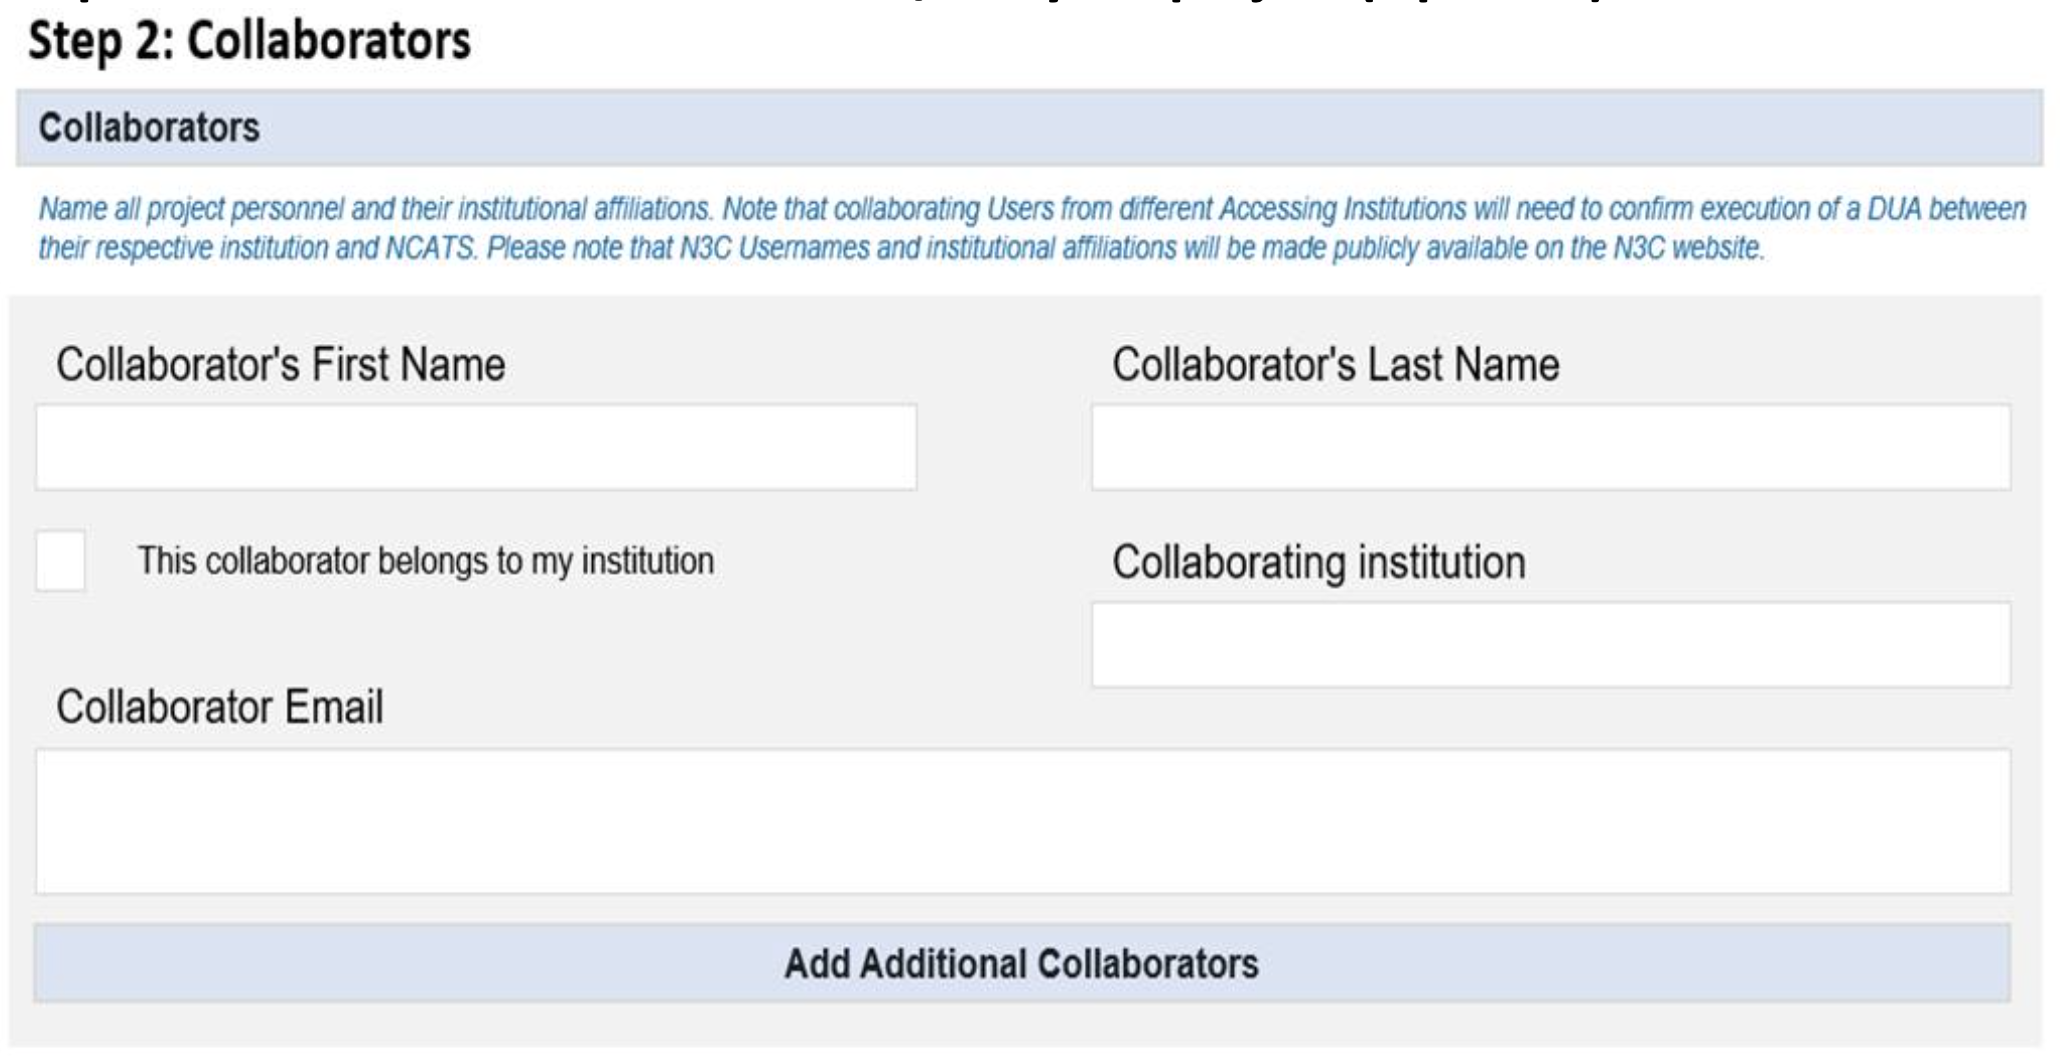 Step 2: Collaborators
Collaborators
Name all project personnel and their institutional affiliations. Note that collaborating Users from different Accessing Institutions will need to confirm execution of a DUA between
their respective institution and NCATS. Please note that N3C Usernames and institutional affiliations will be made publicly available on the N3C website.
Collaborator's First Name
Collaborator's Last Name
This collaborator belongs to my institution
Collaborating institution
Collaborator Email
Add Additional Collaborators